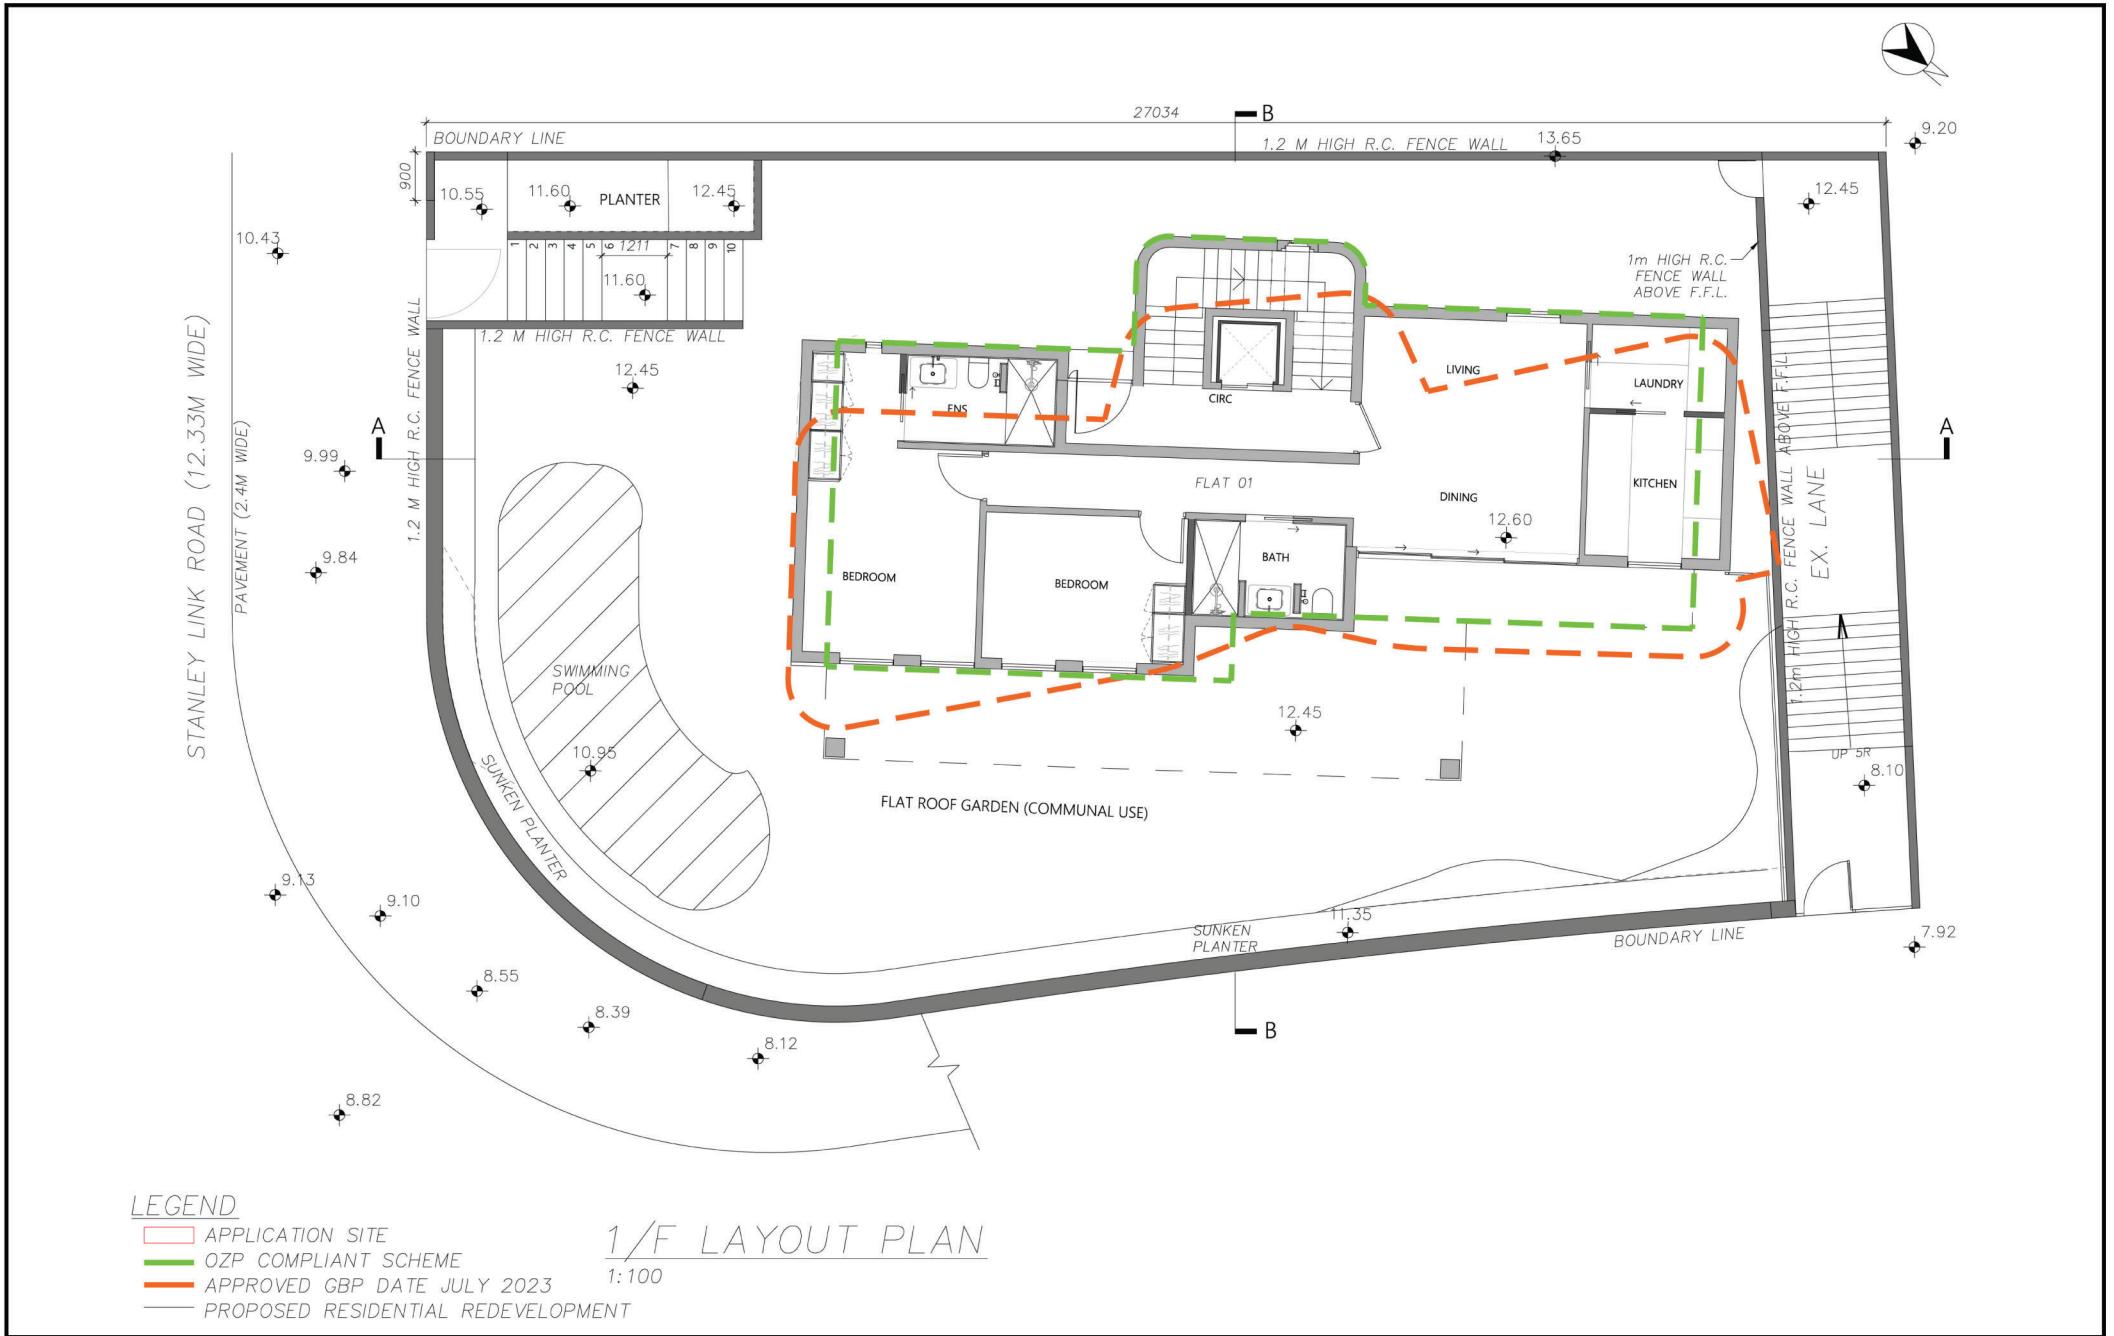 27034
B
BOUNDARY LINE
1.2 M HIGH R.C. FENCE WALL
13.65
9.20
900
10.55
11.60
PLANTER
12.45
12.45
10.43
1 2 3 4 5 6 1211 7 8 9 10
11.60
1m HIGH R.C.
FENCE WALL
ABOVE F.F.L.
1.2 M HIGH R.C. FENCE WALL
1.2 M HIGH R.C. FENCE WALL
12.45
STANLEY LINK ROAD (12.33M WIDE)
PAVEMENT (2.4M WIDE)
A
A
9.99
9.84
ENS
CIRC
LIVING
LAUNDRY
FLAT 01
DINING
KITCHEN
12.60
BATH
BEDROOM
BEDROOM
1.2m HIGH R.C. FENCE WALL ABOVE F.F.L.
EX. LANE
SWIMMING
POOL
10.95
12.45
UP 5R
8.10
SUNKEN PLANTER
FLAT ROOF GARDEN (COMMUNAL USE)
9.13
9.10
11.35
SUNKEN
PLANTER
BOUNDARY LINE
7.92
8.55
8.39
8.12
B
8.82
LEGEND
APPLICATION SITE
OZP COMPLIANT SCHEME
APPROVED GBP DATE JULY 2023
PROPOSED RESIDENTIAL REDEVELOPMENT
1/F LAYOUT PLAN
1:100